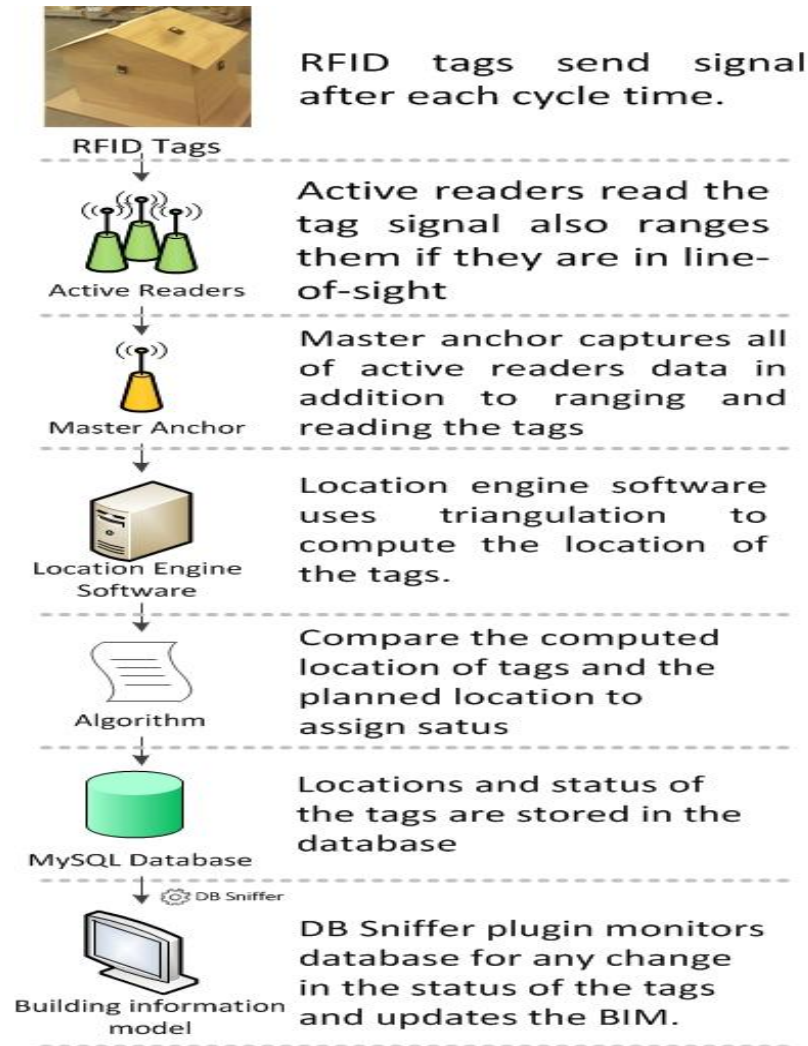 RFID tags send signal
after each cycle time.
RFID Tags
Active readers read the
tag signal also ranges
them if they are in line-
of-sight
Active Readers
Master anchor captures all
of active readers data in
addition to ranging and
reading the tags
Master Anchor
Location engine software
uses triangulation to
compute the location of
the tags.
Location Engine
Software
Compare the computed
location of tags and the
planned location to
assign satus
Algorithm
Locations and status of
the tags are stored in the
database
MySQL Database
DB Sniffer
DB Sniffer plugin monitors
database for any change
in the status of the tags
and updates the BIM.
Building information
model